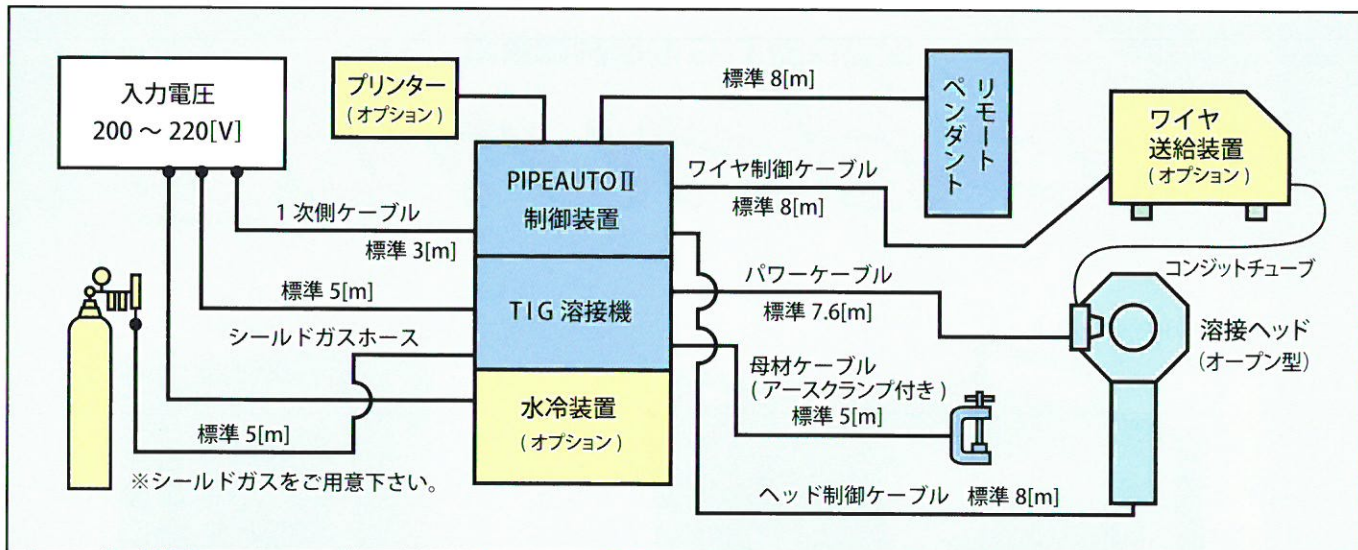 入力電圧
200 ～ 220[V]
プリンター
( オプション )
標準 8[m]
リモート
ペンダント
ワイヤ
送給装置
( オプション )
PIPEAUTOⅡ
制御装置
ワイヤ制御ケーブル
標準 8[m]
1 次側ケーブル
標準 3[m]
コンジットチューブ
標準 5[m]
TIG 溶接機
パワーケーブル
標準 7.6[m]
シールドガスホース
溶接ヘッド
(オープン型)
母材ケーブル
( アースクランプ付き )
標準 5[m]
水冷装置
( オプション )
標準 5[m]
※シールドガスをご用意下さい。
ヘッド制御ケーブル 標準 8[m]